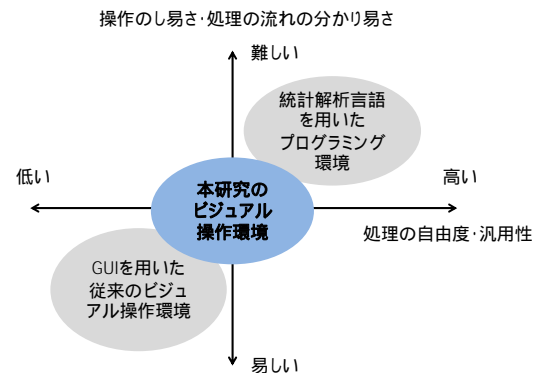 操作のし易さ・処理の流れの分かり易さ
難しい
統計解析言語
を用いた
プログラミング
環境
低い
高い
本研究の
ビジュアル
操作環境
処理の自由度・汎用性
GUIを用いた
従来のビジュ
アル操作環境
易しい